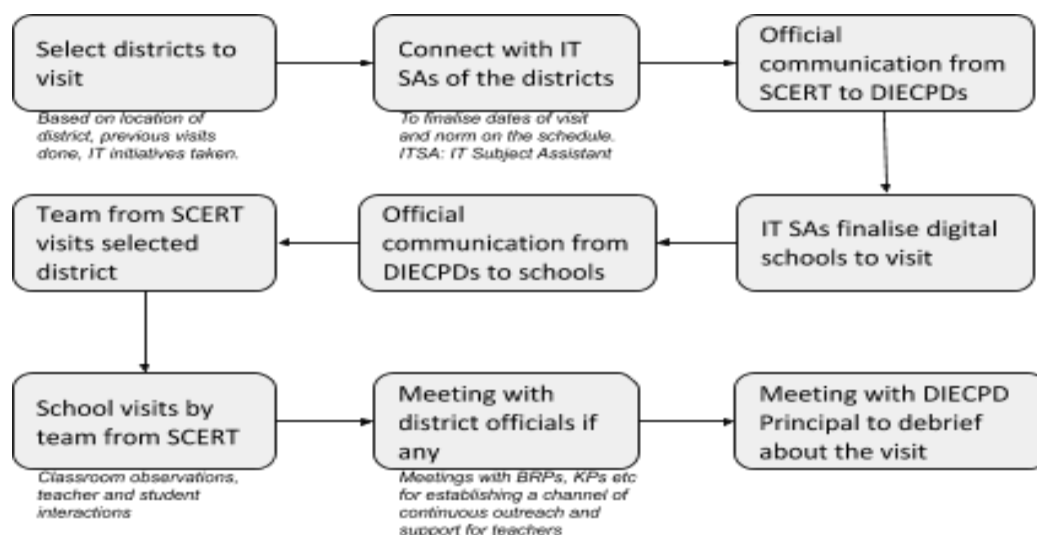 Select districts to
visit
Based on location of
district, previous visits
done, IT initiatives taken.
Connect with IT
SAs of the districts
To finalise dates of visit
and norm on the schedule.
ITSA: IT Subject Assistant
Official
communication from
SCERT to DIECPDs
IT SAs finalise digital
schools to visit
Official
communication from
DIECPDs to schools
Team from SCERT
visits selected
district
School visits by
team from SCERT
Classroom observations,
teacher and student
interactions
Meeting with
district officials if
any
Meetings with BRPs, KPs etc
for establishing a channel of
continuous outreach and
support for teachers
Meeting with DIECPD
Principal to debrief
about the visit